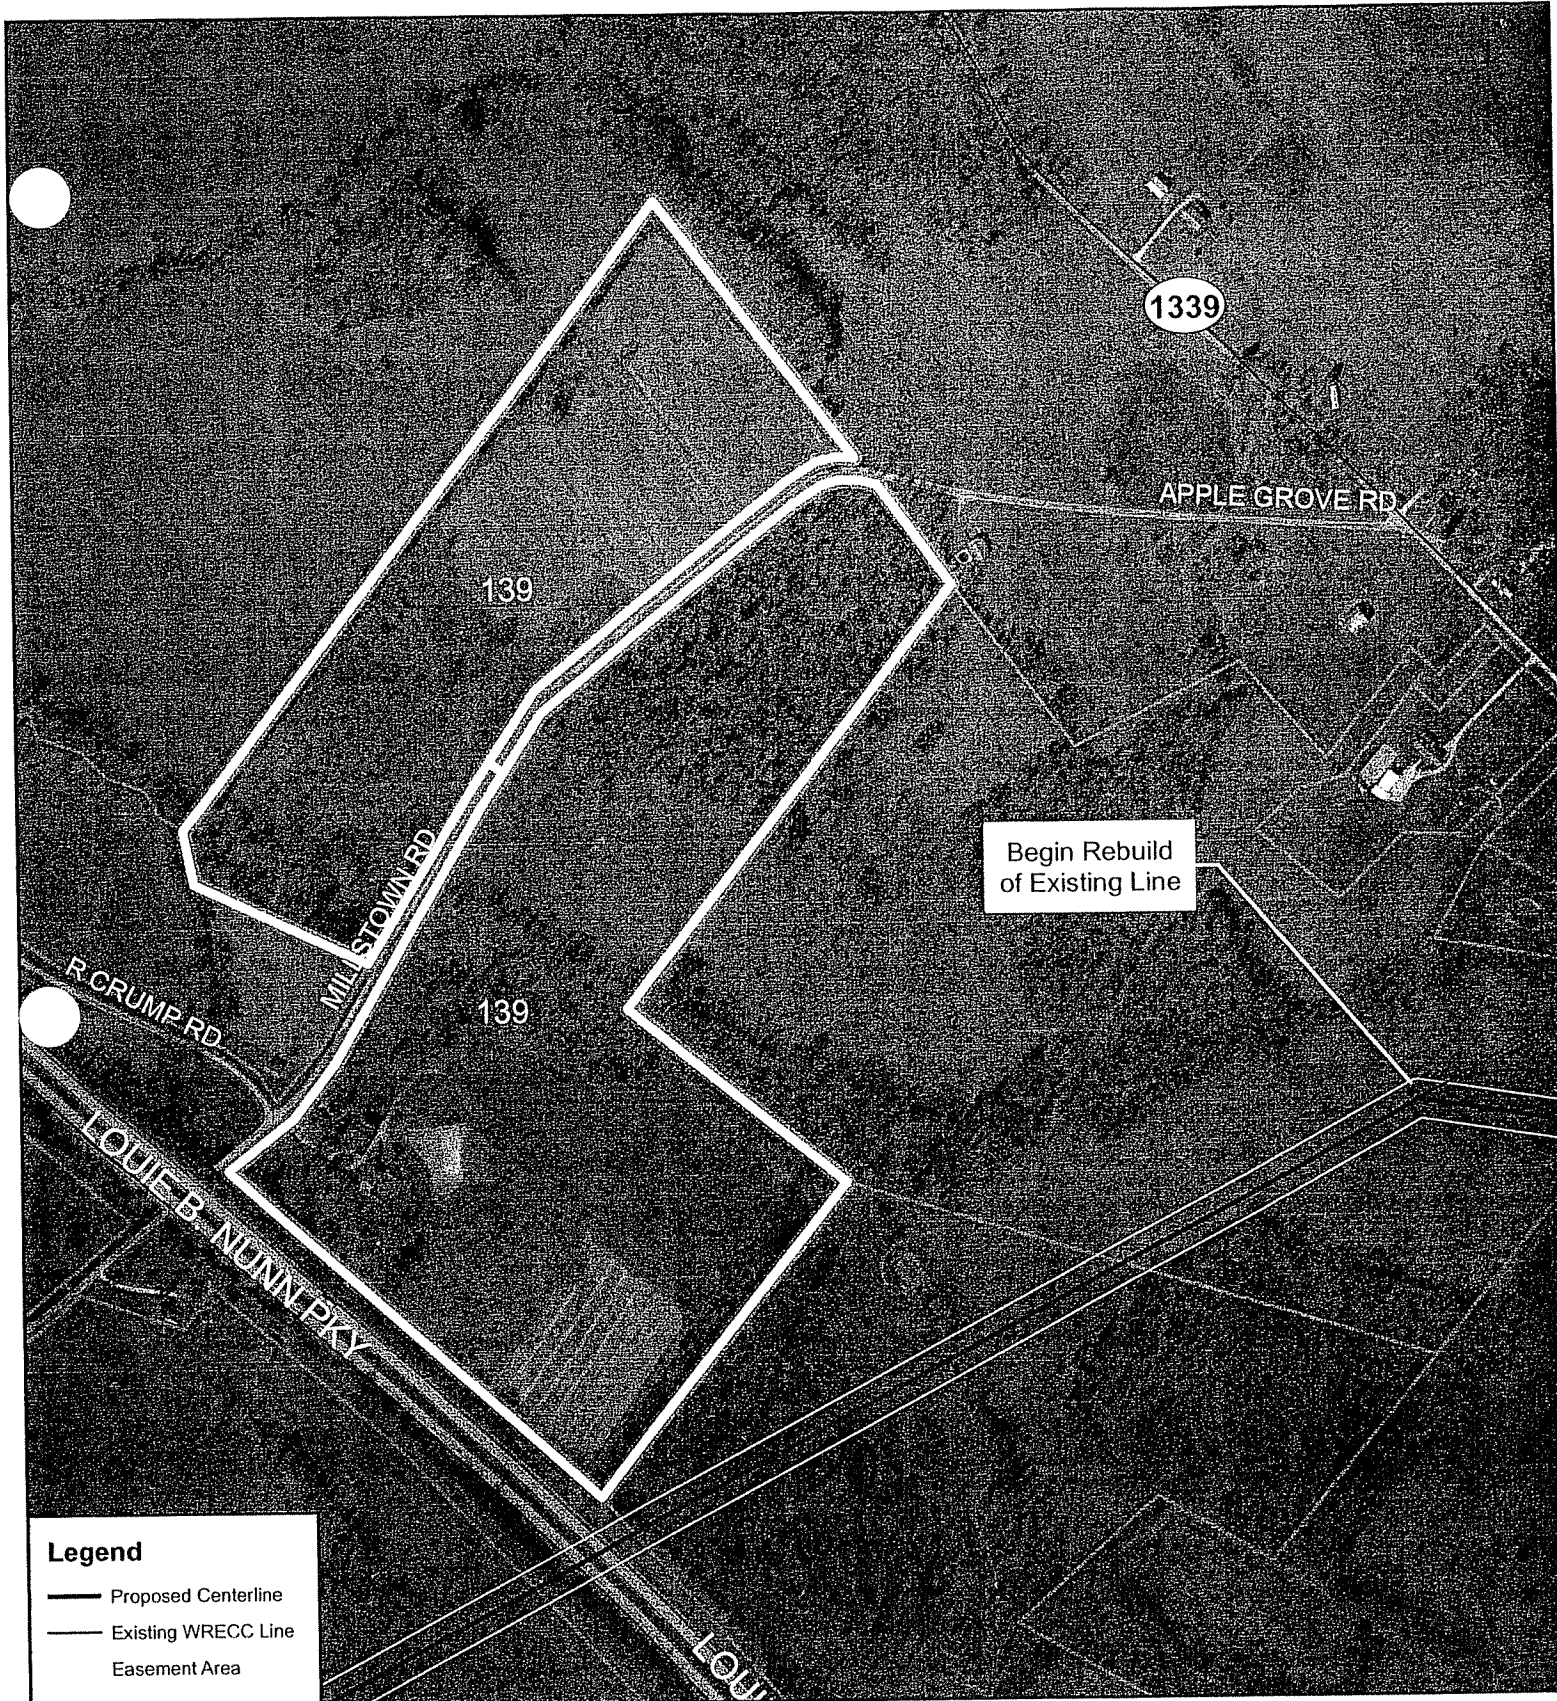 1339
APPLE GROVE RD
139
Begin Rebuild
of Existing Line
MILLSTOWN RD
R CRUMP RD
139
LOUIE B. NUNN PKY
Legend
Proposed Centerline
Existing WRECC Line
Easement Area